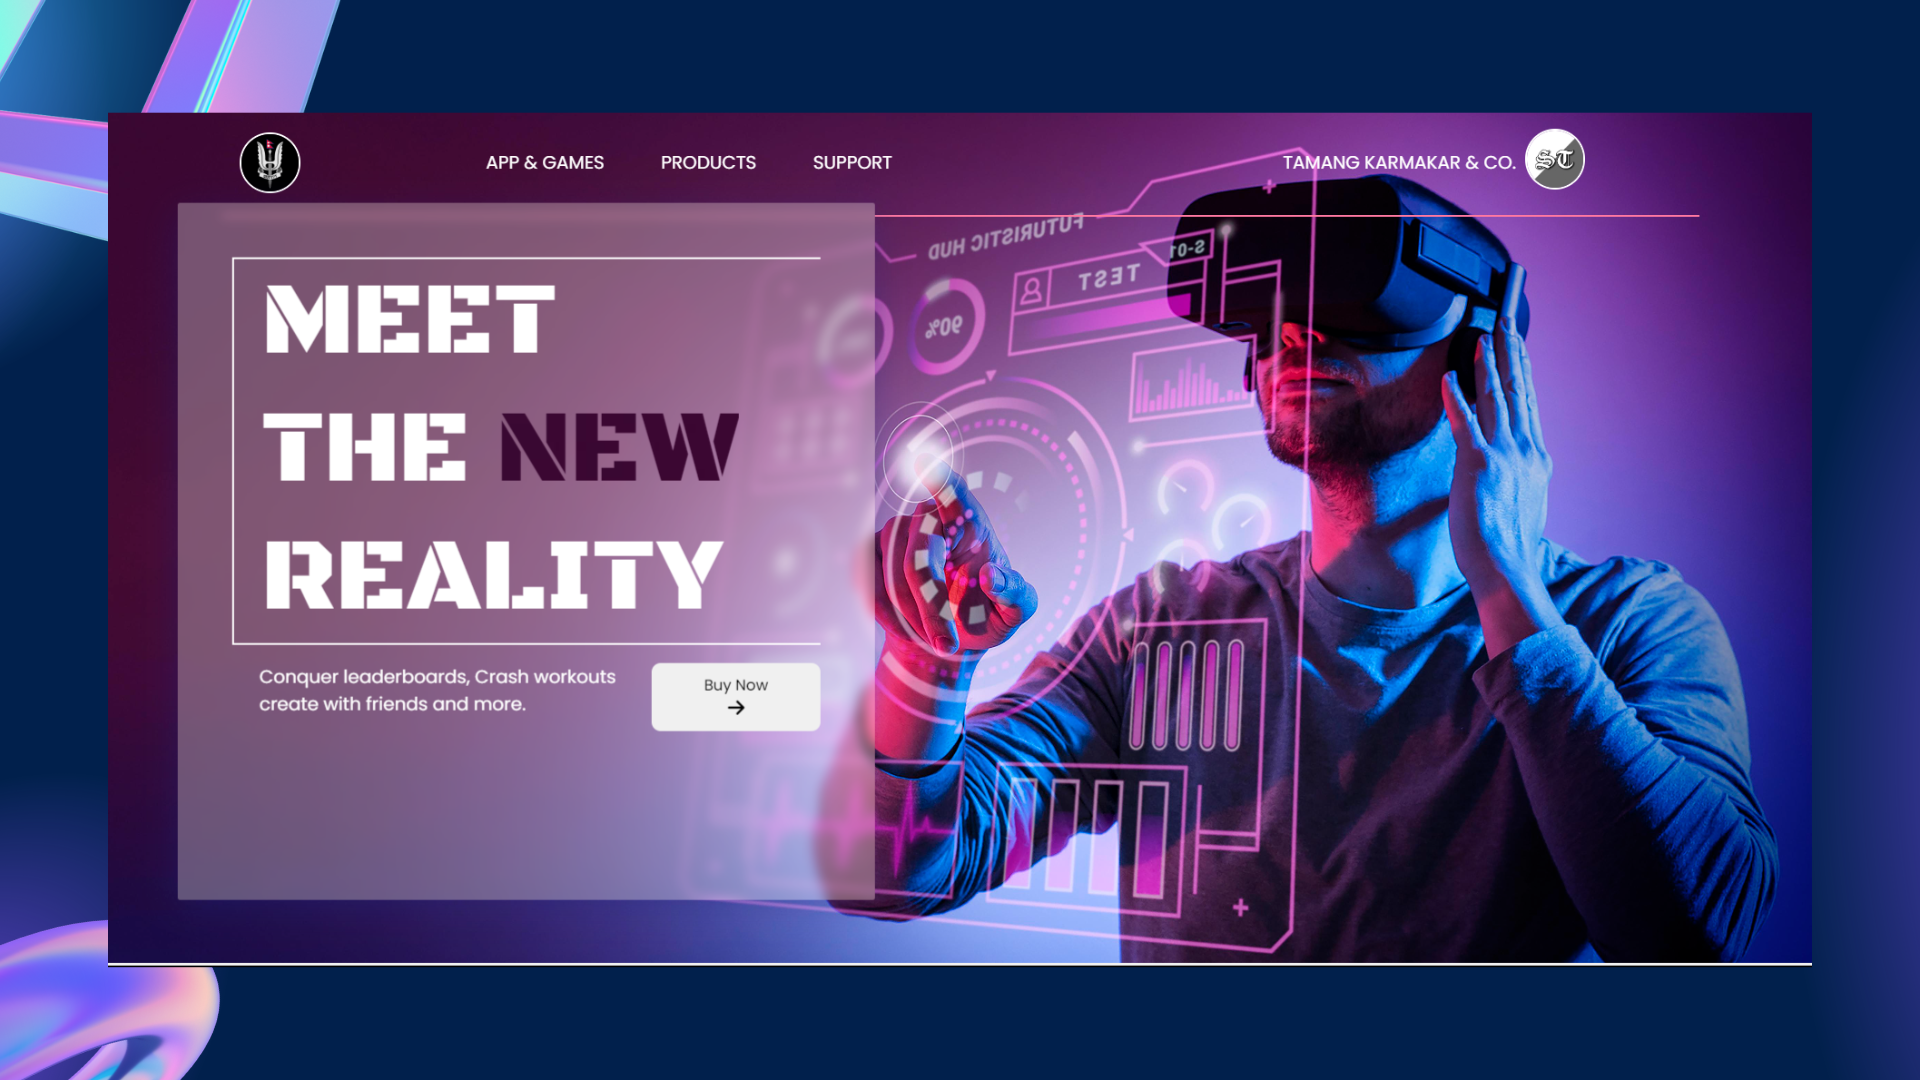 APP & GAMES PRODUCTS SUPPORT TAMANG KARMAKAR & CO. ST
FUTURISTIC HUD
S-01
TEST
90%
MEET
THE NEW
REALITY
Conquer leaderboards, Crash workouts
create with friends and more.
Buy Now